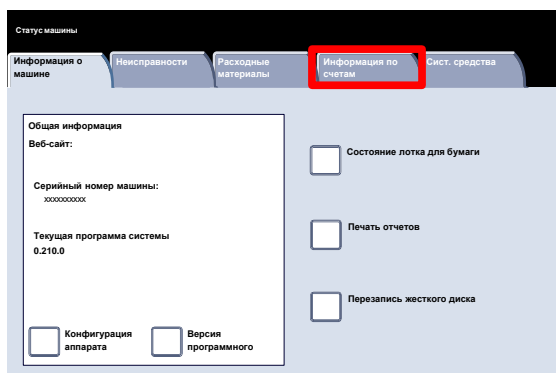 Статус машины
Информация о машине
Неисправности
Расходные материалы
Информация по счетам
Сист. средства
Общая информация
Веб-сайт:
Серийный номер машины:
xxxxxxxxxx
Текущая программа системы
0.210.0
Конфигурация аппарата
Версия программного
Состояние лотка для бумаги
Печать отчетов
Перезапись жесткого диска